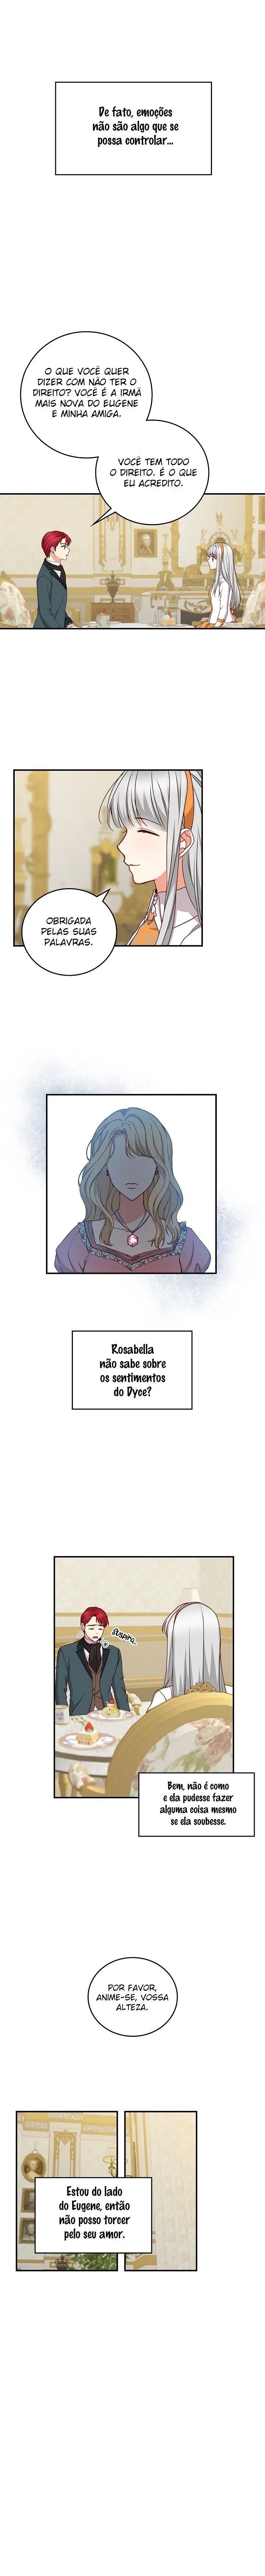 De fato, emoções
não são algo que se
possa controlar...
O QUE VOCÊ QUER
DIZER COM NÃO TER O
DIREITO? VOCÊ É A IRMÃ
MAIS NOVA DO EUGENE
E MINHA AMIGA.
VOCÊ TEM TODO
O DIREITO. É O QUE
EU ACREDITO.
OBRIGADA
PELAS SUAS
PALAVRAS.
Rosabella
não sabe sobre
os sentimentos
do Dyce?
Suspira...
Bem, não é como
e ela pudesse fazer
alguma coisa mesmo
se ela soubesse.
POR FAVOR,
ANIME-SE, VOSSA
ALTEZA.
Estou do lado
do Eugene, então
não posso torcer
pelo seu amor.